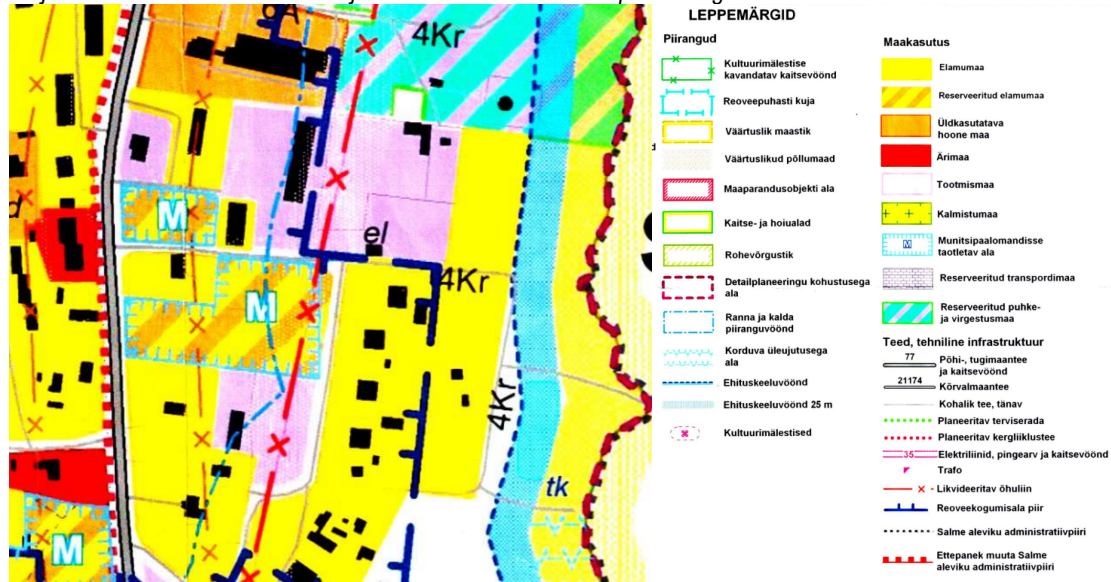 4Kr
M
d
el
4Kr
M
4Kr
tk
M
LEPPEMÄRGID
Piirangud
Kultuurimälestise
kavandatav kaitsevöönd
Reoveepuhasti kuja
Väärtuslik maastik
Väärtuslikud põllumaad
Maaparandusobjekti ala
Kaitse- ja hoiualad
Rohevõrgustik
Detailplaneeringu kohustusega
ala
Ranna ja kalda
piiranguvöönd
Korduva üleujutusega
ala
Ehituskeeluvöönd
Ehituskeeluvöönd 25 m
Kultuurimälestised
Maakasutus
Elamumaa
Reserveeritud elamumaa
Üldkasutatava
hoone maa
Ärimaa
Tootmismaa
Kalmistumaa
M
Munitsipaalomandisse
taotletav ala
Reserveeritud transpordimaa
Reserveeritud puhke-
ja virgestusmaa
Teed, tehniline infrastruktuur
77
Põhi-, tugimaantee
ja kaitsevöönd
21174
Kõrvalmaantee
Kohalik tee, tänav
Planeeritav terviserada
Planeeritav kergliiklustee
35
Elektriliinid, pingearv ja kaitsevöönd
Trafo
Likvideeritav õhuliin
Reoveekogumisala piir
Salme aleviku administratiivpiiri
Ettepanek muuta Salme
aleviku administratiivpiir